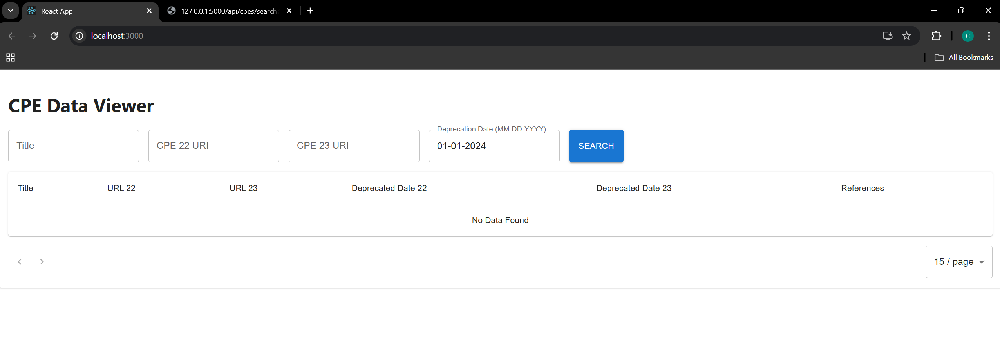 React App
127.0.0.1:5000/api/cpes/search?
localhost:3000
C
All Bookmarks
CPE Data Viewer
Title
CPE 22 URI
CPE 23 URI
Deprecation Date (MM-DD-YYYY)
01-01-2024
SEARCH
Title URL 22 URL 23 Deprecated Date 22 Deprecated Date 23 References
No Data Found
15 / page